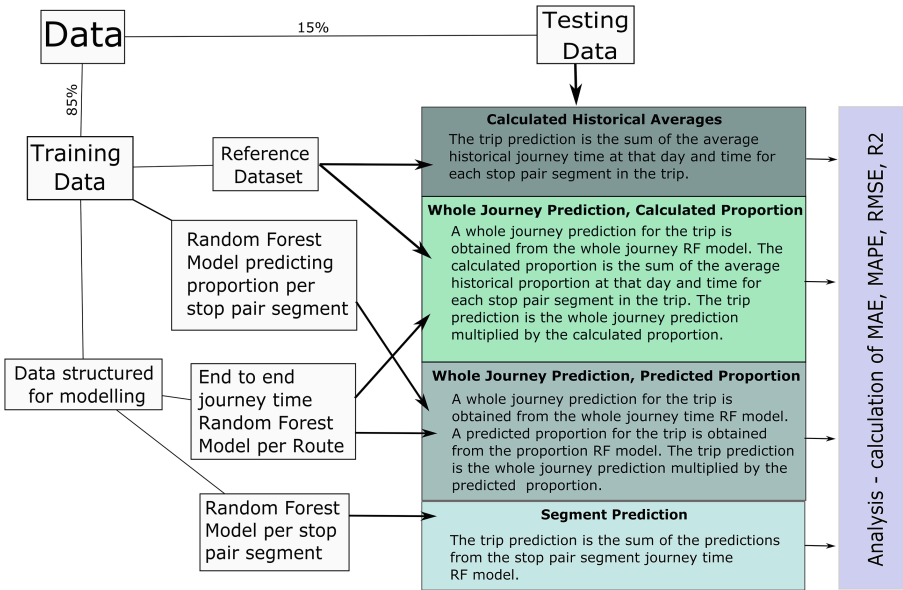 Data
15%
Testing
Data
85%
Training
Data
Reference
Dataset
Random Forest
Model predicting
proportion per
stop pair segment
Data structured
for modelling
End to end
journey time
Random Forest
Model per Route
Random Forest
Model per stop
pair segment
Calculated Historical Averages
The trip prediction is the sum of the average
historical journey time at that day and time for
each stop pair segment in the trip.
Whole Journey Prediction, Calculated Proportion
A whole journey prediction for the trip is
obtained from the whole journey RF model. The
calculated proportion is the sum of the average
historical proportion at that day and time for
each stop pair segment in the trip. The trip
prediction is the whole journey prediction
multiplied by the calculated proportion.
Whole Journey Prediction, Predicted Proportion
A whole journey prediction for the trip is
obtained from the whole journey time RF model.
A predicted proportion for the trip is obtained
from the proportion RF model. The trip prediction
is the whole journey prediction multiplied by the
predicted  proportion.
Segment Prediction
The trip prediction is the sum of the predictions
from the stop pair segment journey time
RF model.
Analysis - calculation of MAE, MAPE, RMSE, R2